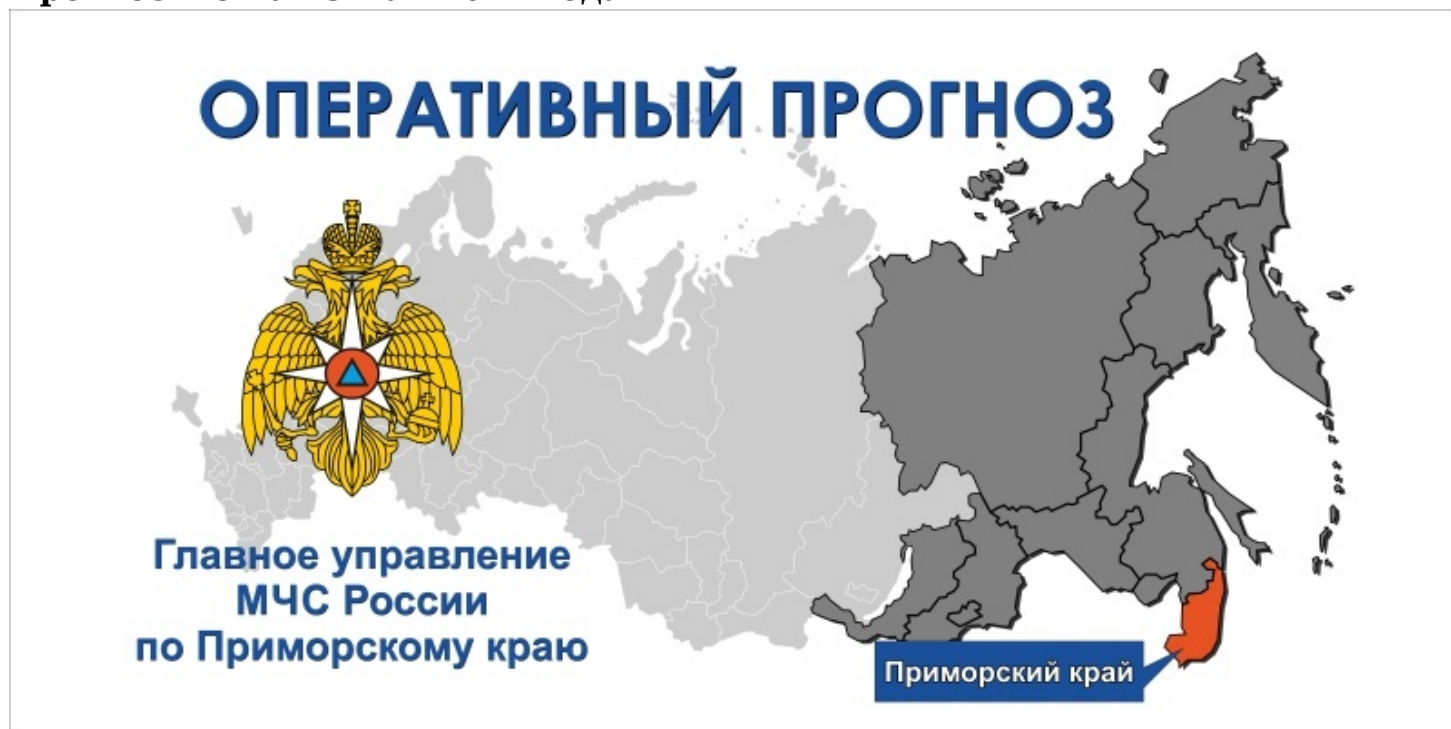 ОПЕРАТИВНЫЙ ПРОГНОЗ
Главное управление
МЧС России
по Приморскому краю
Приморский край